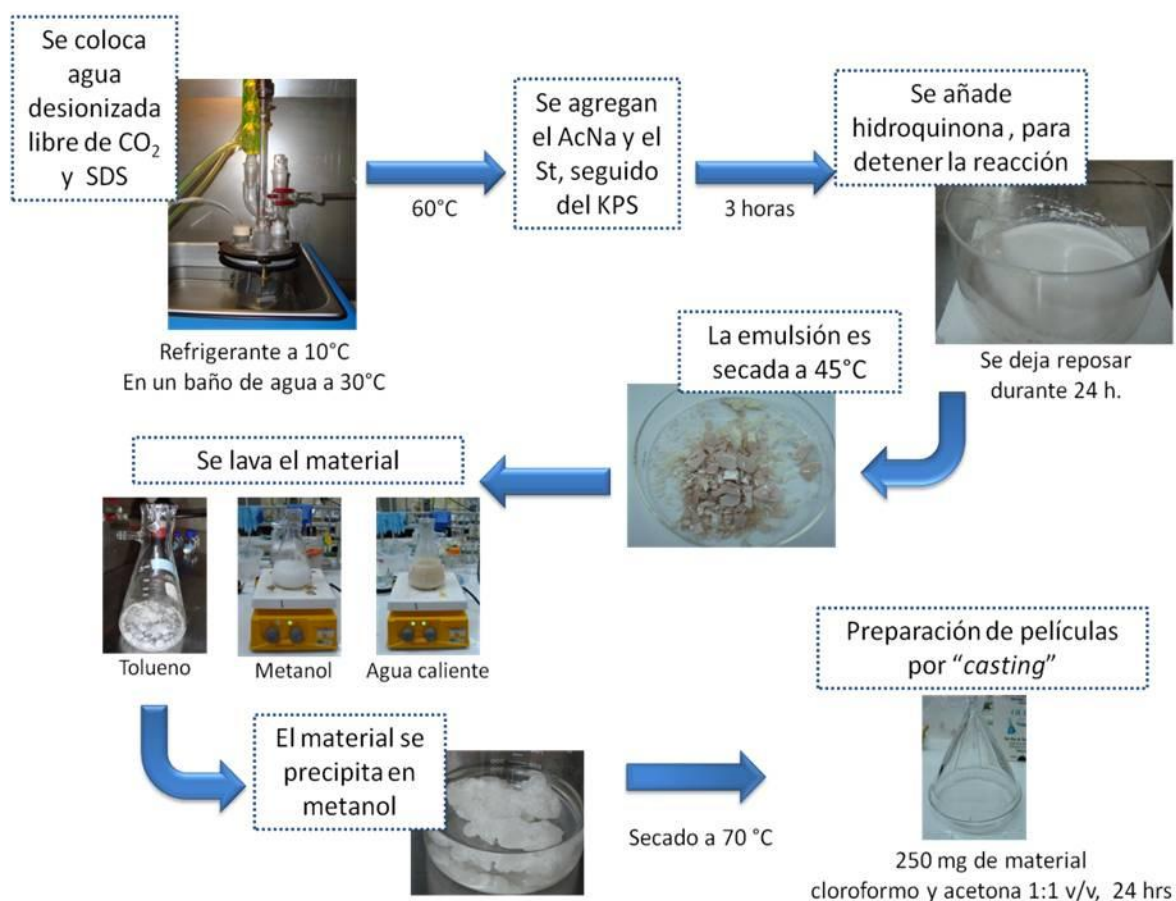 Se coloca
agua
desionizada
libre de CO₂
y SDS
Refrigerante a 10°C
En un baño de agua a 30°C
60°C
Se agregan
el AcNa y el
St, seguido
del KPS
3 horas
Se añade
hidroquinona , para
detener la reacción
Se deja reposar
durante 24 h.
La emulsión es
secada a 45°C
Se lava el material
Tolueno
Metanol
Agua caliente
El material se
precipita en
metanol
Secado a 70 °C
Preparación de películas
por “casting”
250 mg de material
cloroformo y acetona 1:1 v/v, 24 hrs